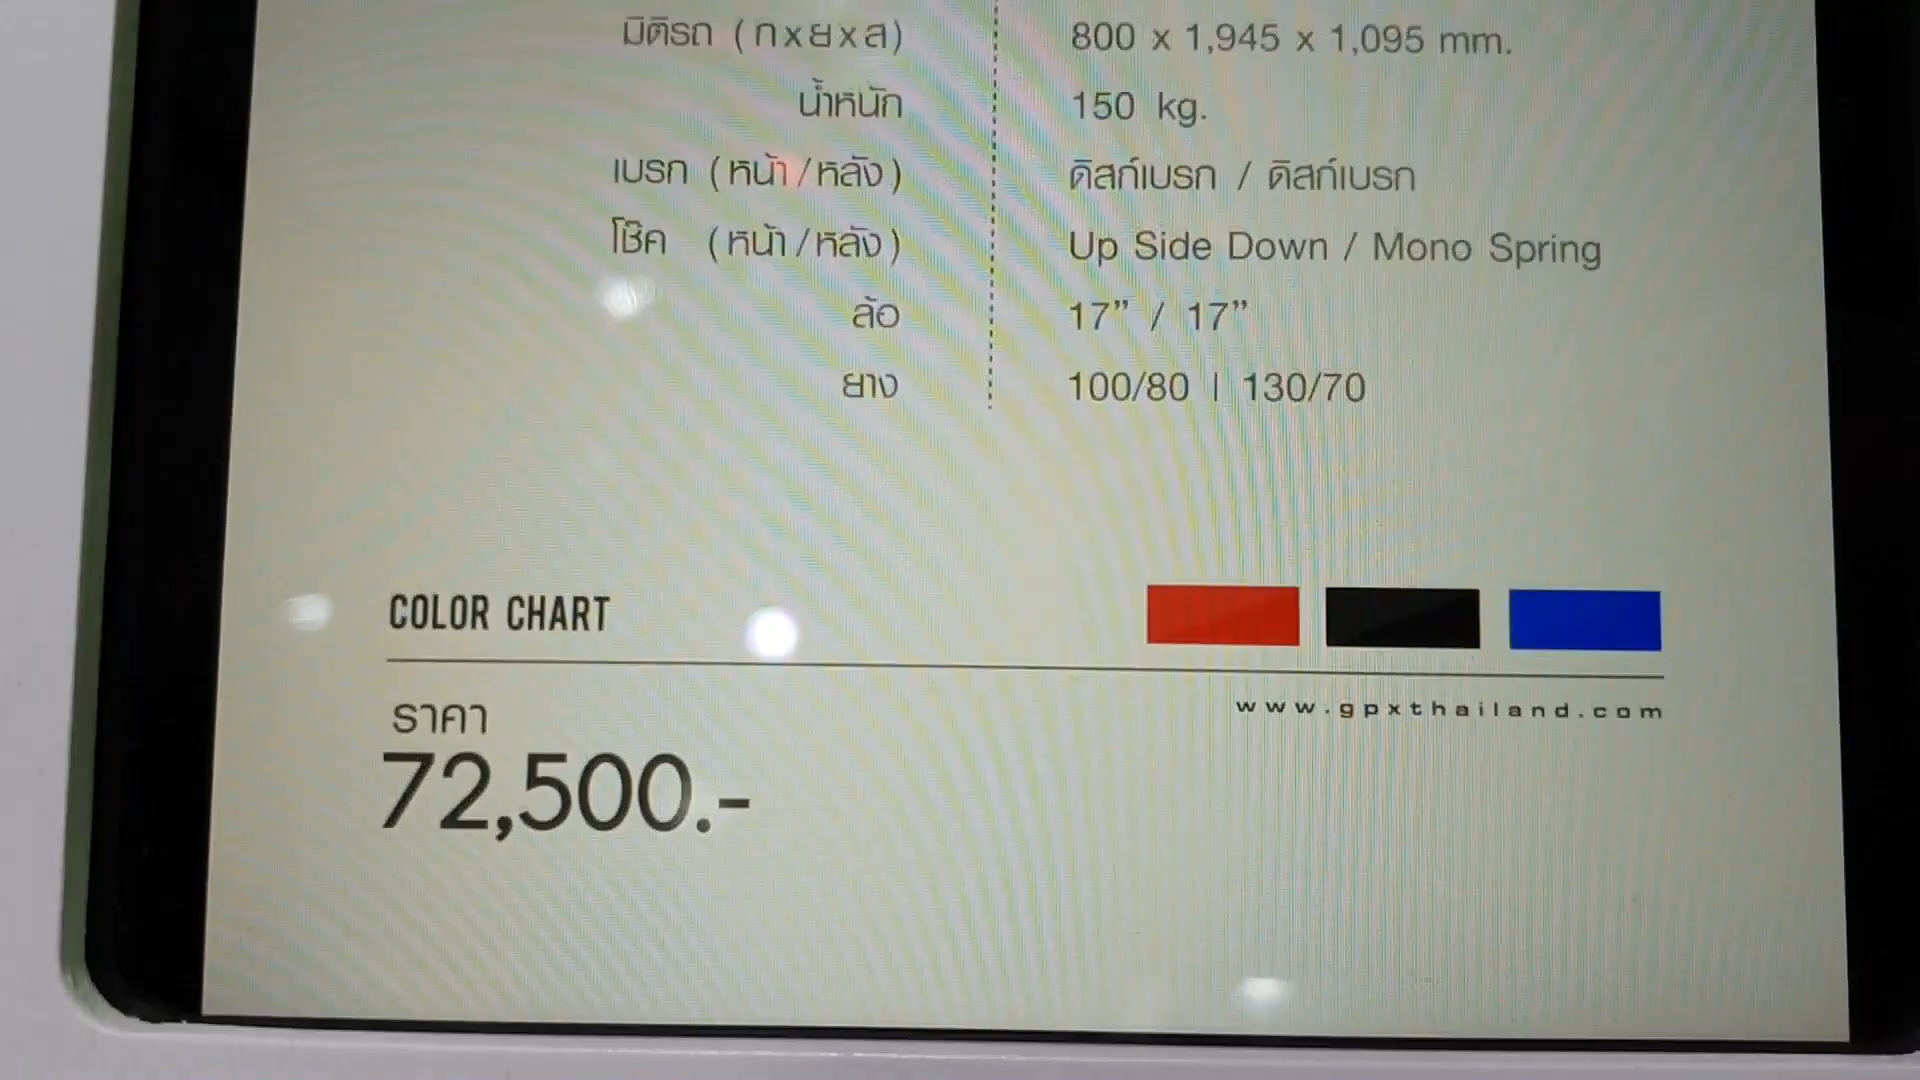 มิติรถ (กxยxส) 800 x 1,945 x 1,095 mm.
น้ำหนัก 150 kg.
เบรก (หน้า/หลัง) ดิสก์เบรก / ดิสก์เบรก
โช๊ค (หน้า/หลัง) Up Side Down / Mono Spring
ล้อ 17” / 17”
ยาง 100/80 | 130/70
COLOR CHART
www.gpxthailand.com
ราคา
72,500.-